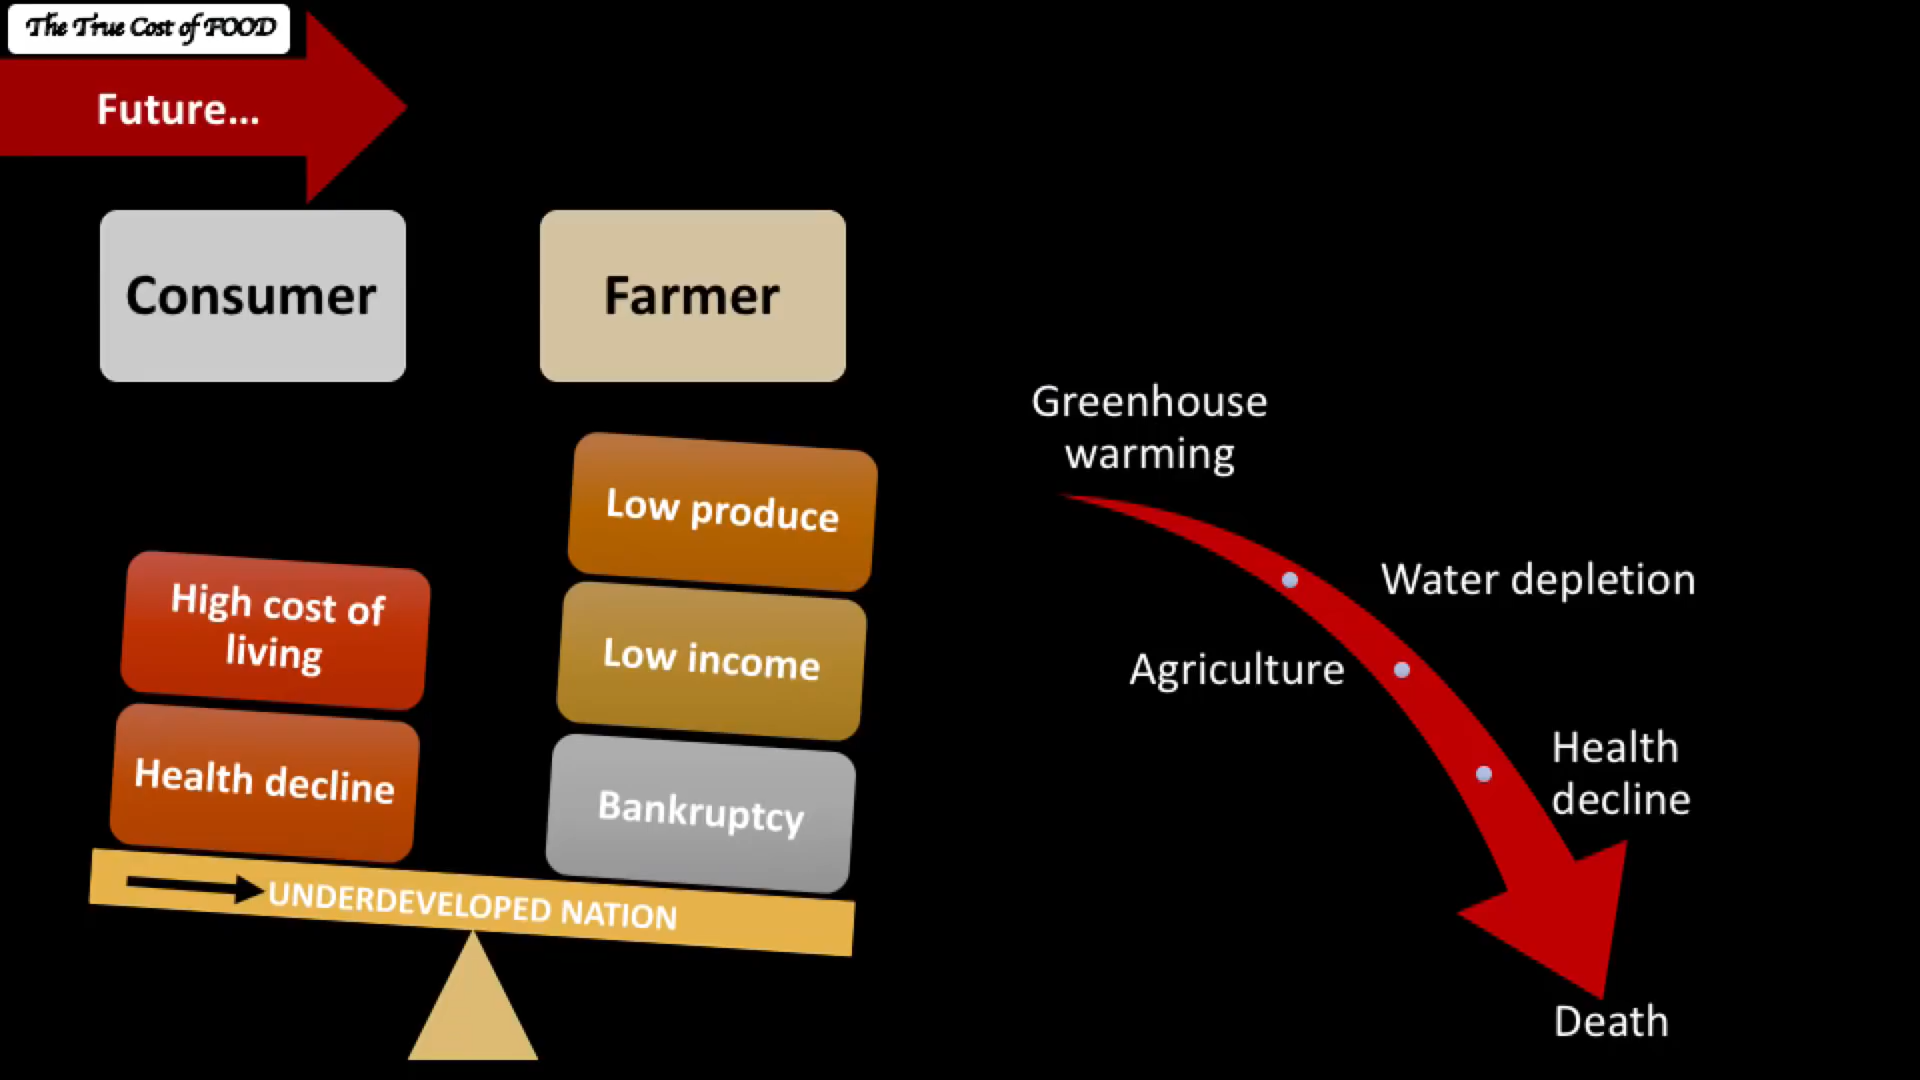 The True Cost of FOOD
Future...
Consumer
Farmer
Low produce
High cost of
living
Low income
Health decline
Bankruptcy
UNDERDEVELOPED NATION
Greenhouse
warming
Water depletion
Agriculture
Health
decline
Death